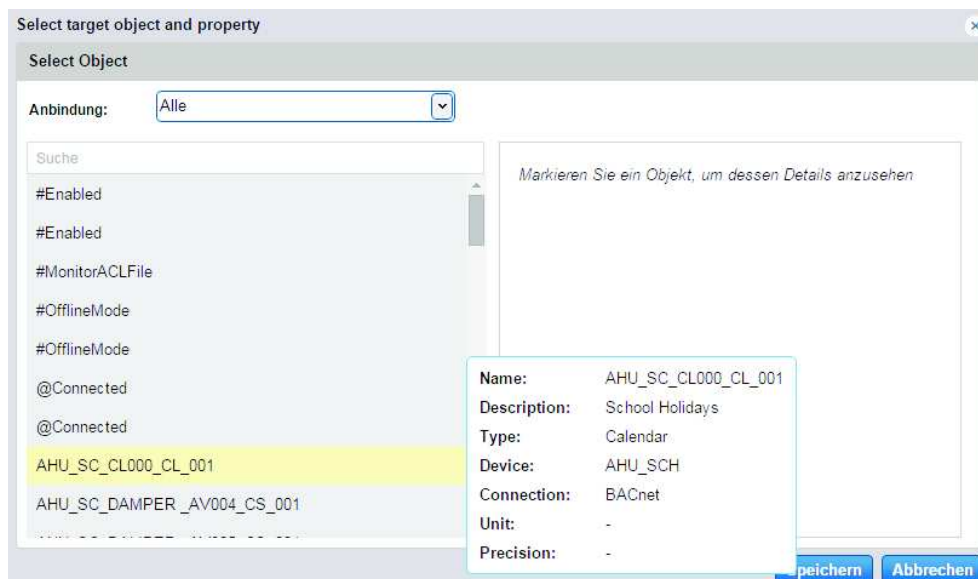 Select target object and property
Select Object
Anbindung: Alle
Suche
#Enabled
#Enabled
#MonitorACLFile
#OfflineMode
#OfflineMode
@Connected
@Connected
AHU_SC_CL000_CL_001
AHU_SC_DAMPER _AV004_CS_001
Markieren Sie ein Objekt, um dessen Details anzusehen
Name: AHU_SC_CL000_CL_001
Description: School Holidays
Type: Calendar
Device: AHU_SCH
Connection: BACnet
Unit: -
Precision: -
Speichern Abbrechen